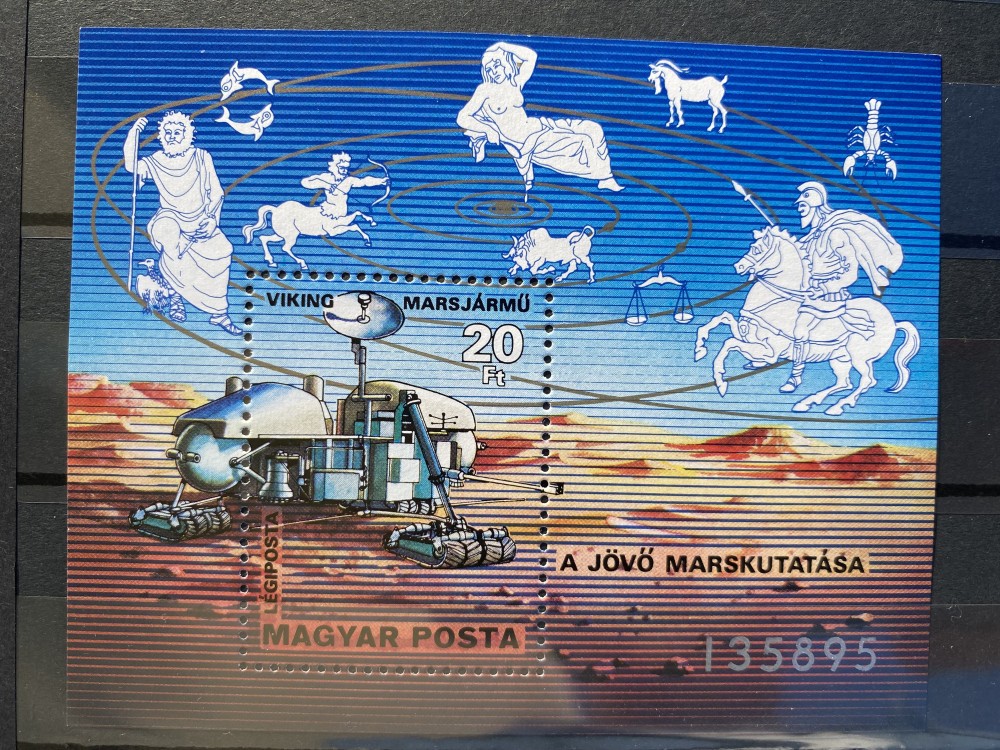 VIKING MARSJÁRMŰ
20
Ft
LÉGIPOSTA
A JÖVŐ MARSKUTATÁSA
MAGYAR POSTA
135895